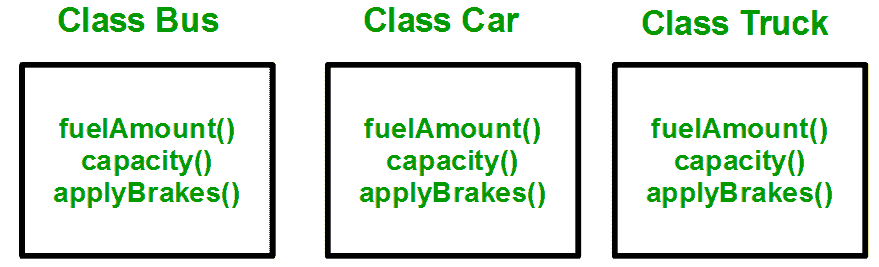 Class Bus
Class Car
Class Truck
fuelAmount()
capacity()
applyBrakes()
fuelAmount()
capacity()
applyBrakes()
fuelAmount()
capacity()
applyBrakes()